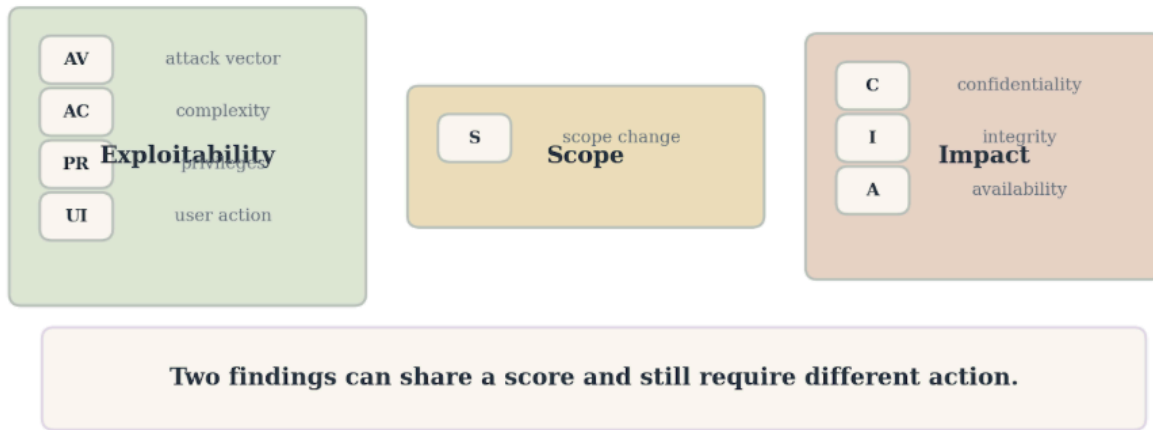 AV attack vector
AC complexity
Exploitability
PR privileges
UI user action
S scope change
Scope
C confidentiality
I integrity
Impact
A availability
Two findings can share a score and still require different action.